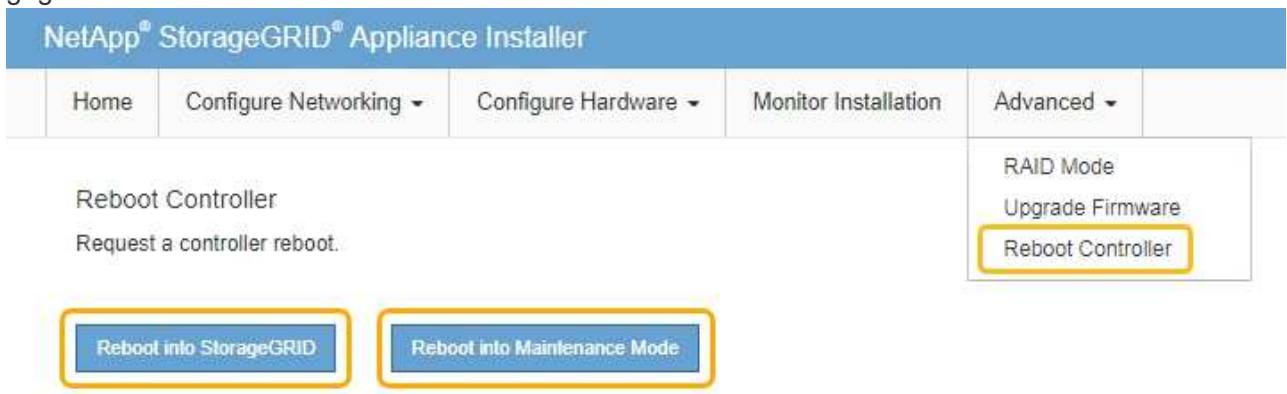 NetApp® StorageGRID® Appliance Installer
Home Configure Networking Configure Hardware Monitor Installation Advanced
RAID Mode
Upgrade Firmware
Reboot Controller
Reboot Controller
Request a controller reboot.
Reboot into StorageGRID Reboot into Maintenance Mode